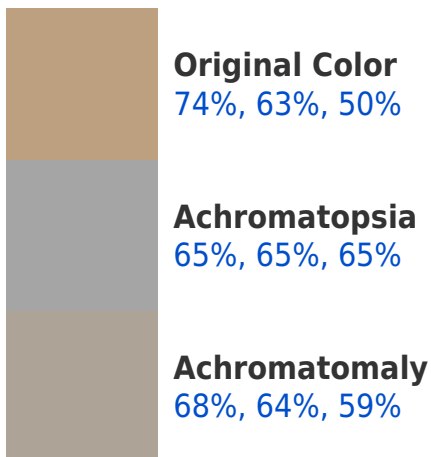 Original Color
74%, 63%, 50%
Achromatopsia
65%, 65%, 65%
Achromatomaly
68%, 64%, 59%